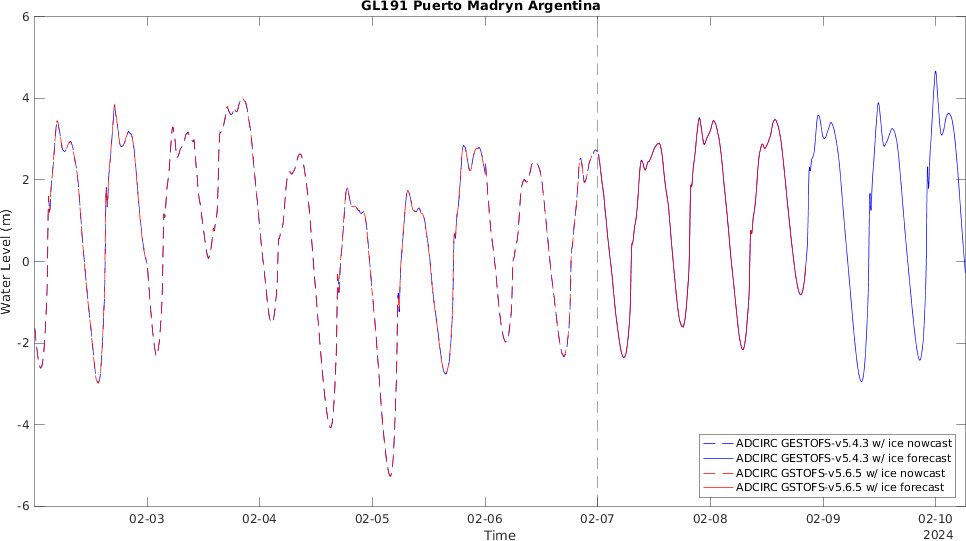 GL191 Puerto Madryn Argentina
6
4
2
0
-2
-4
-6
Water Level (m)
02-03 02-04 02-05 02-06 02-07 02-08 02-09 02-10
2024
Time
ADCIRC GESTOFS-v5.4.3 w/ ice nowcast
ADCIRC GESTOFS-v5.4.3 w/ ice forecast
ADCIRC GSTOFS-v5.6.5 w/ ice nowcast
ADCIRC GSTOFS-v5.6.5 w/ ice forecast